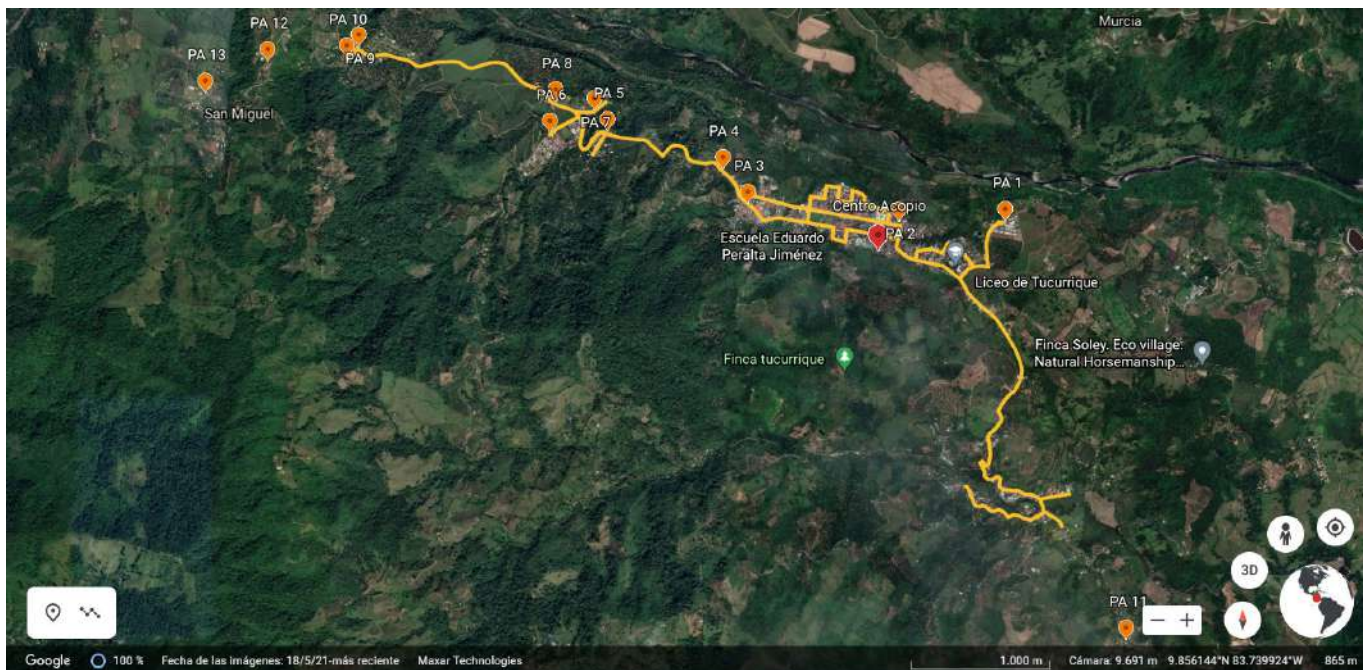 Murcia
PA 12
PA 10
PA 9
PA 13
San Miguel
PA 8
PA 6
PA 5
PA 7
PA 4
PA 3
PA 1
Centro Acopio
PA 2
Escuela Eduardo
Peralta Jiménez
Liceo de Tucurrique
Finca tucurrique
Finca Soley. Eco village.
Natural Horsemanship...
PA 11
3D
Google
100 %
Fecha de las imágenes: 18/5/21-más reciente
Maxar Technologies
1.000 m
Cámara: 9.691 m
9.856144°N 83.739924°W
865 m